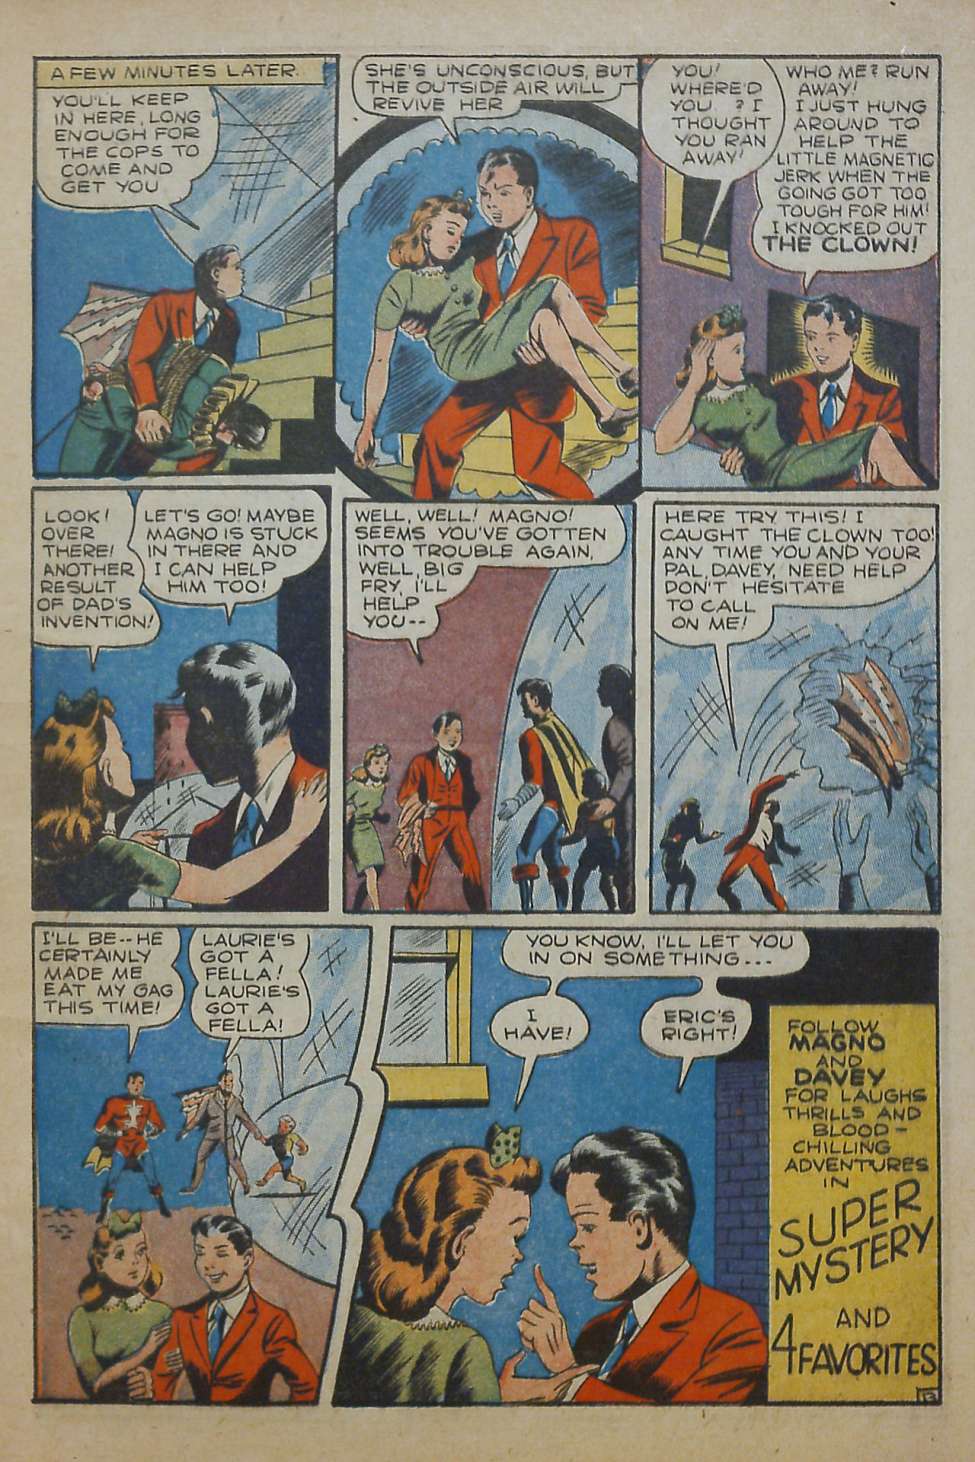 A FEW MINUTES LATER.
YOU'LL KEEP
IN HERE, LONG
ENOUGH FOR
THE COPS TO
COME AND
GET YOU
SHE'S UNCONSCIOUS, BUT
THE OUTSIDE AIR WILL
REVIVE HER
YOU!
WHERE'D
YOU ? I
THOUGHT
YOU RAN
AWAY!
WHO ME? RUN
AWAY!
I JUST HUNG
AROUND TO
HELP THE
LITTLE MAGNETIC
JERK WHEN THE
GOING GOT TOO
TOUGH FOR HIM!
I KNOCKED OUT
THE CLOWN!
LOOK!
OVER
THERE!
ANOTHER
RESULT
OF DAD'S
INVENTION!
LET'S GO! MAYBE
MAGNO IS STUCK
IN THERE AND
I CAN HELP
HIM TOO!
WELL, WELL! MAGNO!
SEEMS YOU'VE GOTTEN
INTO TROUBLE AGAIN,
WELL, BIG
FRY, I'LL
HELP
YOU--
HERE TRY THIS! I
CAUGHT THE CLOWN TOO!
ANY TIME YOU AND YOUR
PAL, DAVEY, NEED HELP
DON'T HESITATE
TO CALL
ON ME!
I'LL BE-- HE
CERTAINLY
MADE ME
EAT MY GAG
THIS TIME!
LAURIE'S
GOT A
FELLA!
LAURIE'S
GOT A
FELLA!
YOU KNOW, I'LL LET YOU
IN ON SOMETHING...
I
HAVE!
ERIC'S
RIGHT!
FOLLOW
MAGNO
AND
DAVEY
FOR LAUGHS
THRILLS AND
BLOOD-
CHILLING
ADVENTURES
IN
SUPER
MYSTERY
AND
4 FAVORITES
13